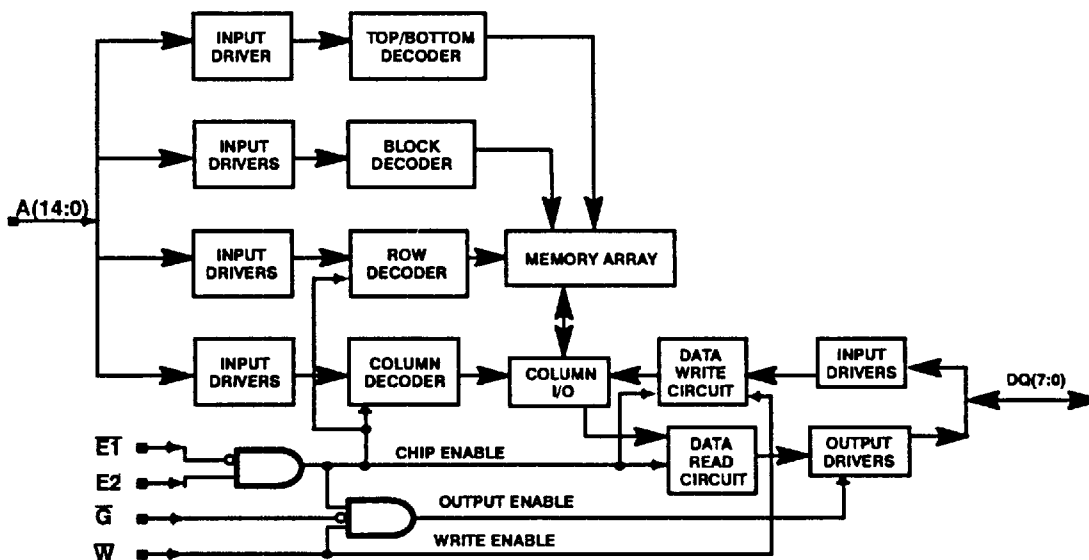 INPUT
DRIVER
TOP/BOTTOM
DECODER
INPUT
DRIVERS
BLOCK
DECODER
A(14:0)
INPUT
DRIVERS
ROW
DECODER
MEMORY ARRAY
INPUT
DRIVERS
COLUMN
DECODER
COLUMN
I/O
DATA
WRITE
CIRCUIT
INPUT
DRIVERS
DQ(7:0)
E1
CHIP ENABLE
DATA
READ
CIRCUIT
OUTPUT
DRIVERS
E2
OUTPUT ENABLE
G
WRITE ENABLE
W